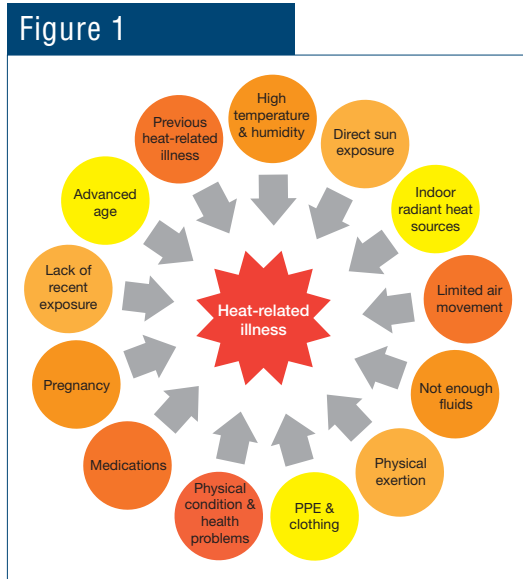 Figure 1
High
temperature
& humidity
Direct sun
exposure
Indoor
radiant heat
sources
Limited air
movement
Not enough
fluids
Physical
exertion
PPE &
clothing
Physical
condition &
health
problems
Medications
Pregnancy
Lack of
recent
exposure
Advanced
age
Previous
heat-related
illness
Heat-related
illness